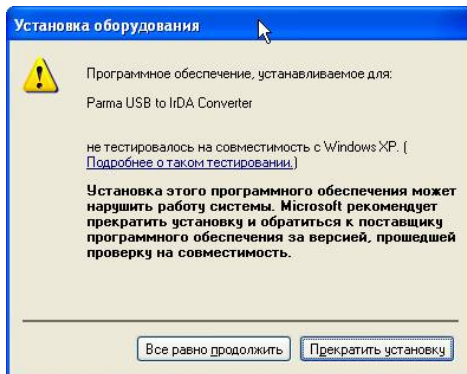 Установка оборудования
Программное обеспечение, устанавливаемое для:
Parma USB to IrDA Converter
не тестировалось на совместимость с Windows XP. (
Подробнее о таком тестировании.)
Установка этого программного обеспечения может
нарушить работу системы. Microsoft рекомендует
прекратить установку и обратиться к поставщику
программного обеспечения за версией, прошедшей
проверку на совместимость.
Все равно продолжить
Прекратить установку